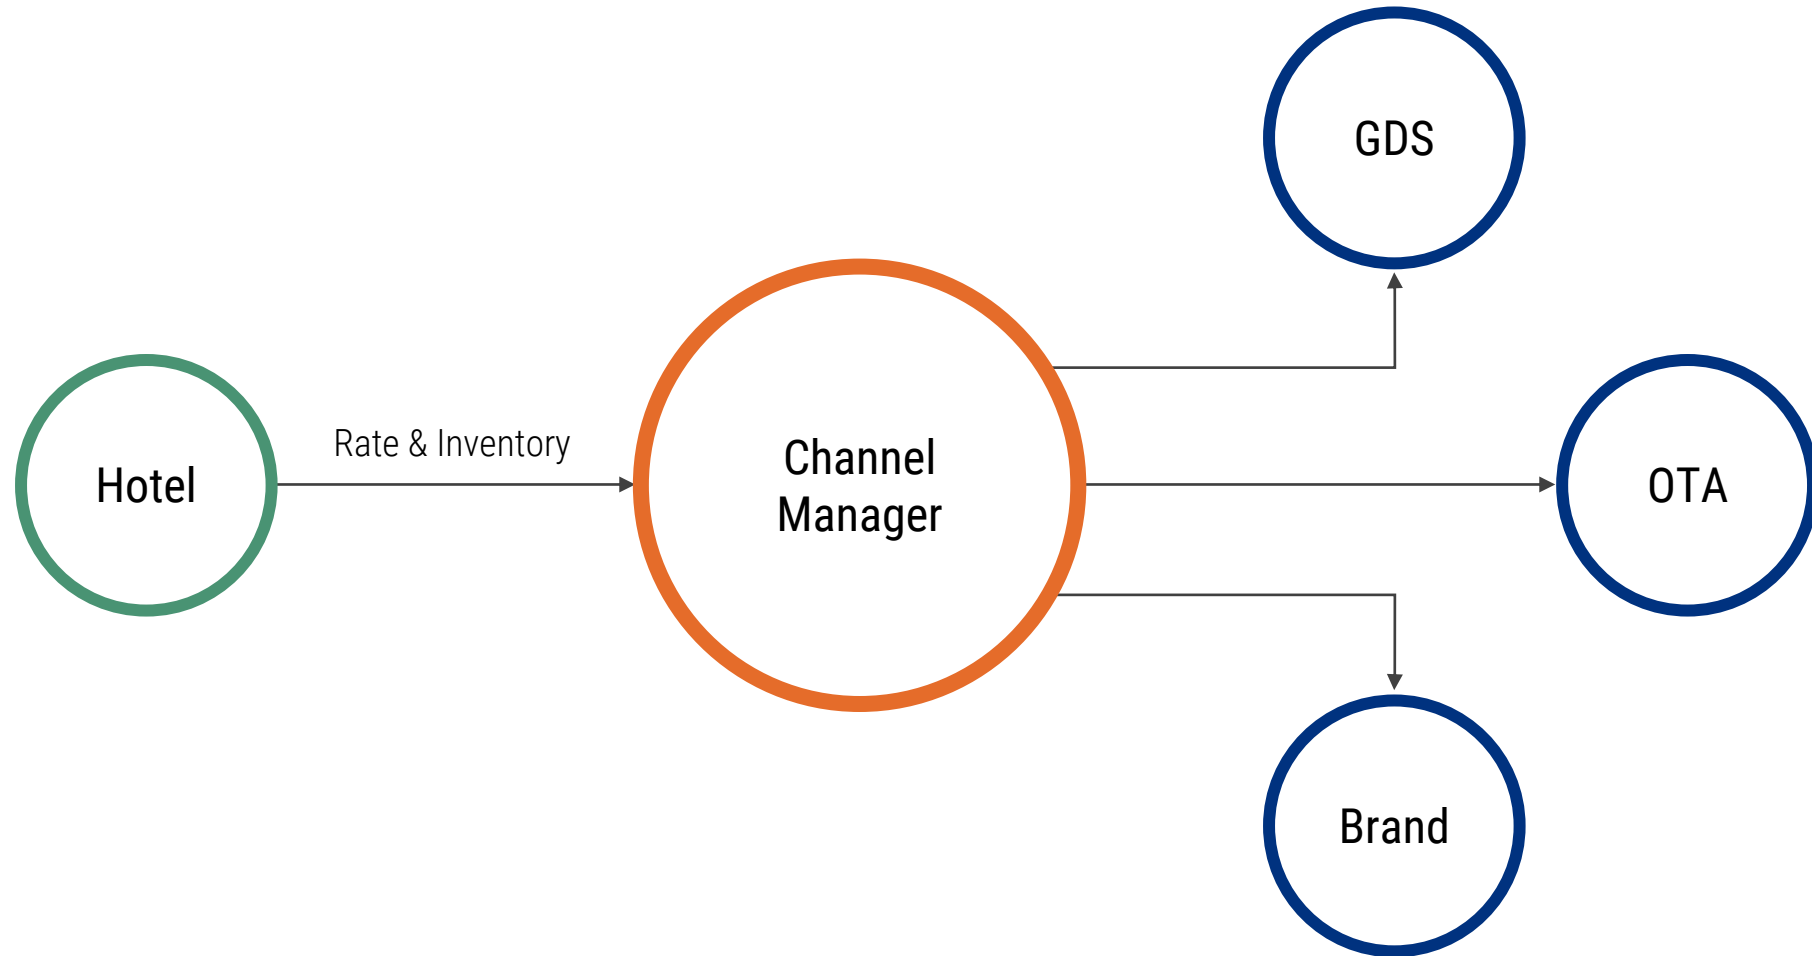 GDS
Hotel
Rate & Inventory
Channel
Manager
OTA
Brand